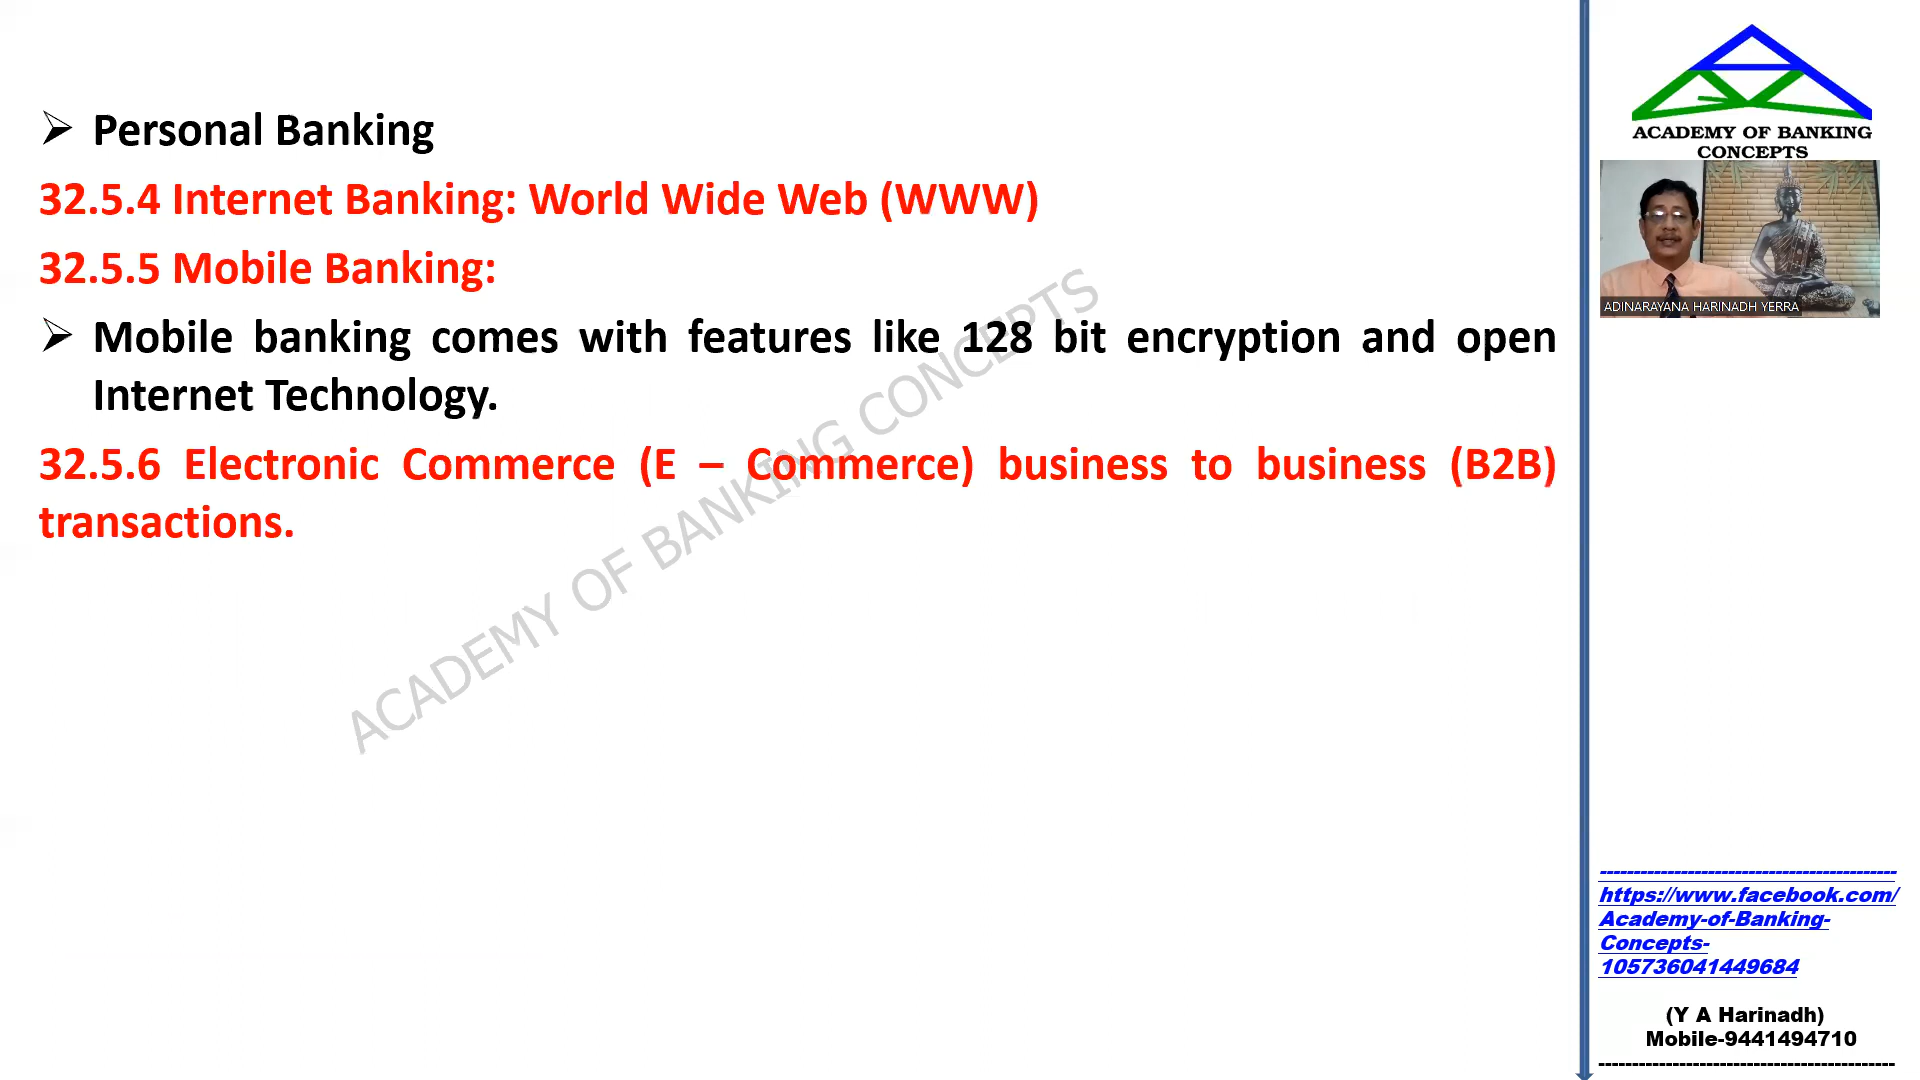 Personal Banking
32.5.4 Internet Banking: World Wide Web (WWW)
32.5.5 Mobile Banking:
Mobile banking comes with features like 128 bit encryption and open
Internet Technology.
32.5.6 Electronic Commerce (E – Commerce) business to business (B2B)
transactions.
ACADEMY OF BANKING CONCEPTS
ACADEMY OF BANKING
CONCEPTS
ADINARAYANA HARINADH YERRA
--------------------------------------------
https://www.facebook.com/
Academy-of-Banking-
Concepts-
105736041449684
(Y A Harinadh)
Mobile-9441494710
--------------------------------------------